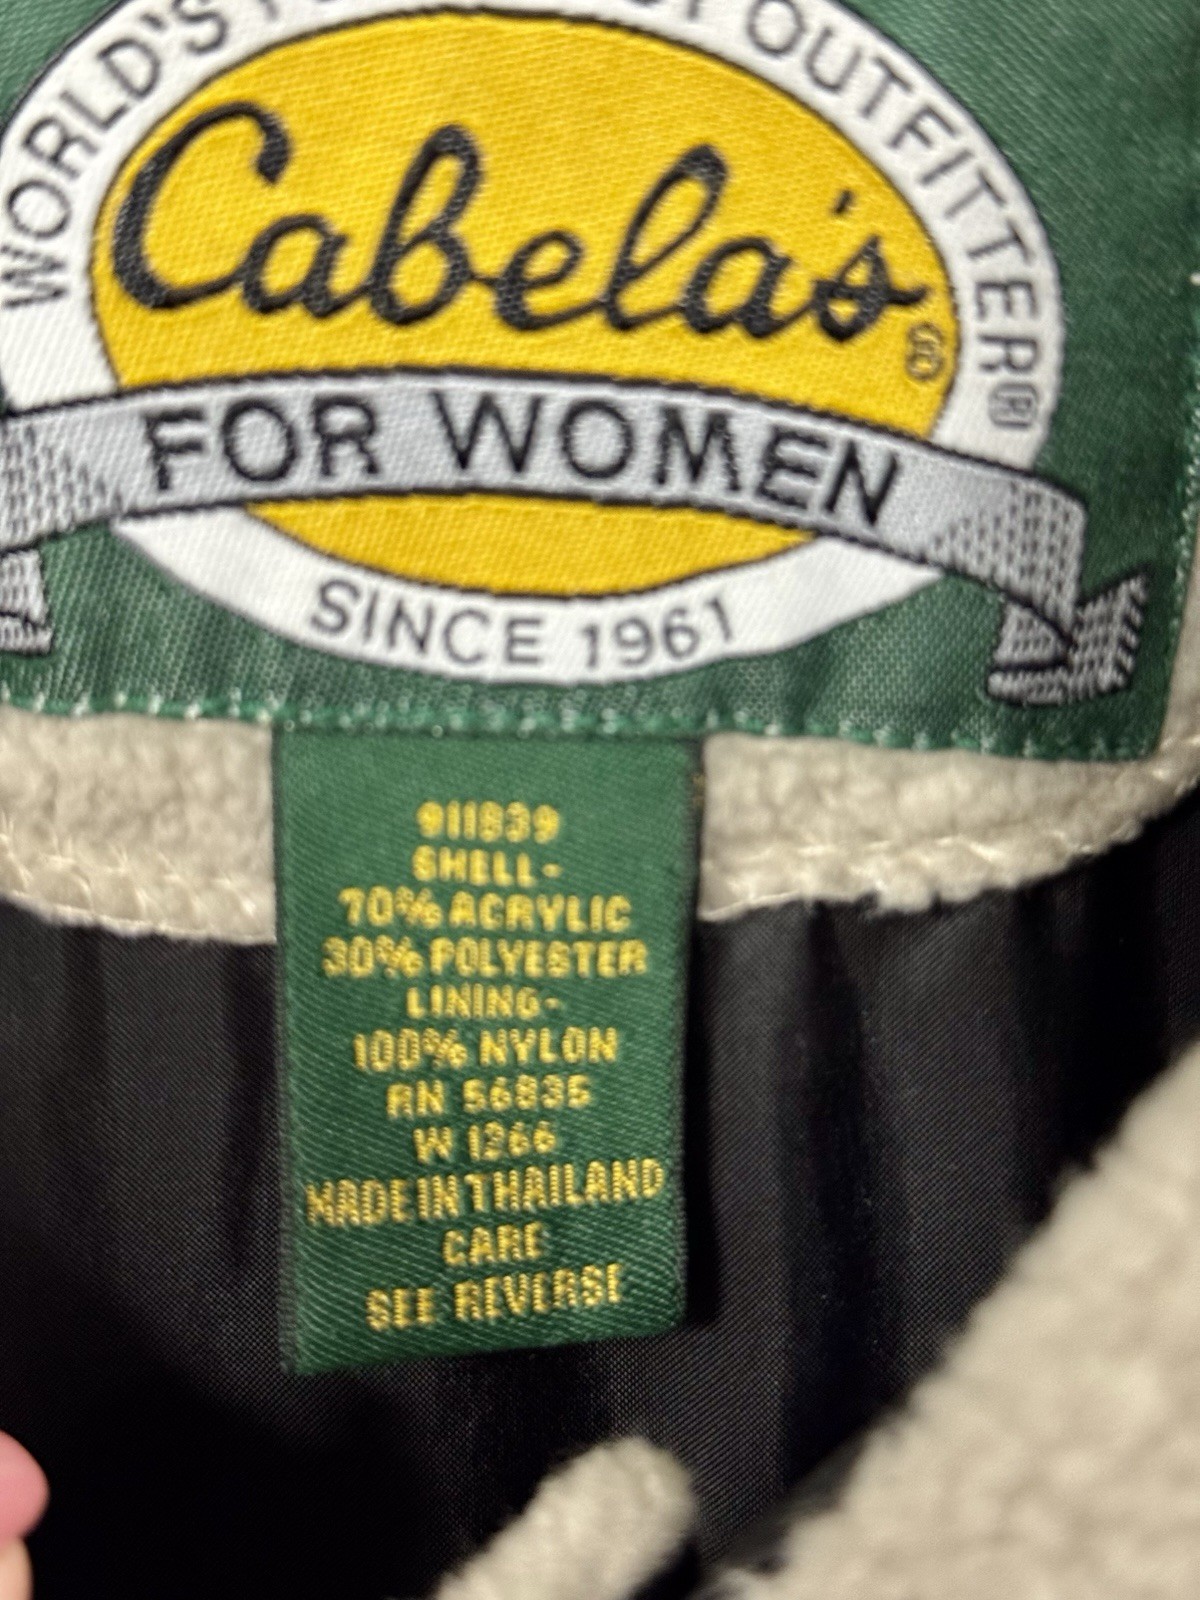 WORLD'S OUTFITTER®
Cabela's®
FOR WOMEN
SINCE 1961
911839
SHELL-
70% ACRYLIC
30% POLYESTER
LINING-
100% NYLON
RN 56835
W 1266
MADE IN THAILAND
CARE
SEE REVERSE